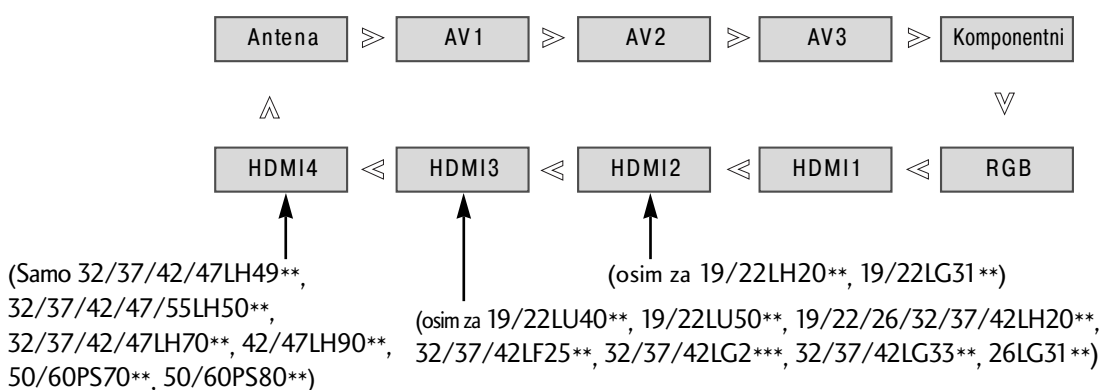 Antena
AV1
AV2
AV3
Komponentni
HDMI4
HDMI3
HDMI2
HDMI1
RGB
(Samo 32/37/42/47LH49**,
32/37/42/47/55LH50**,
32/37/42/47LH70**, 42/47LH90**,
50/60PS70**, 50/60PS80**)
(osim za 19/22LH20**, 19/22LG31**)
(osim za 19/22LU40**, 19/22LU50**, 19/22/26/32/37/42LH20**,
32/37/42LF25**, 32/37/42LG2***, 32/37/42LG33**, 26LG31**)